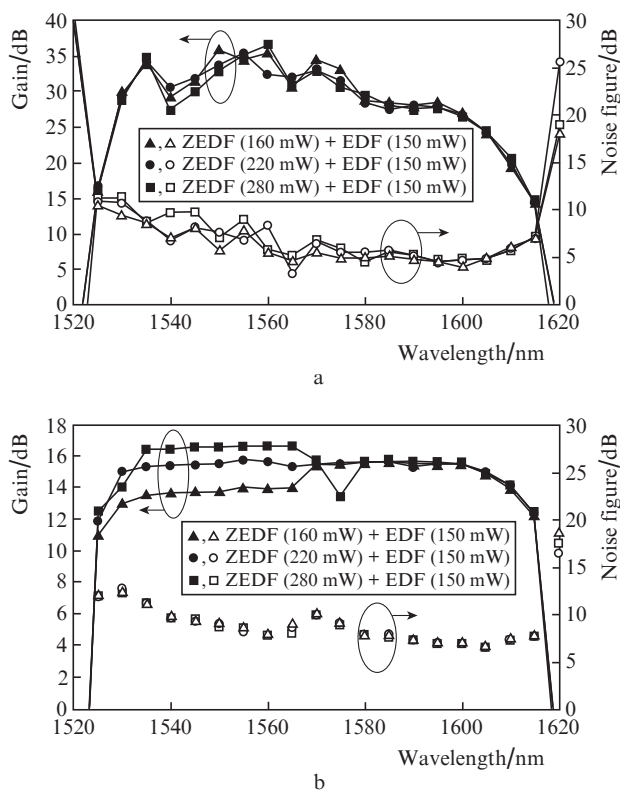 Gain/dB
Noise figure/dB
40
35
30
25
20
15
10
5
0
30
25
20
15
10
5
0
▲,△ ZEDF (160 mW) + EDF (150 mW)
●,○ ZEDF (220 mW) + EDF (150 mW)
■,□ ZEDF (280 mW) + EDF (150 mW)
1520 1540 1560 1580 1600 1620
Wavelength/nm
a
Gain/dB
Noise figure/dB
18
16
14
12
10
8
6
4
2
0
30
25
20
15
10
5
0
▲,△ ZEDF (160 mW) + EDF (150 mW)
●,○ ZEDF (220 mW) + EDF (150 mW)
■,□ ZEDF (280 mW) + EDF (150 mW)
1520 1540 1560 1580 1600 1620
Wavelength/nm
b